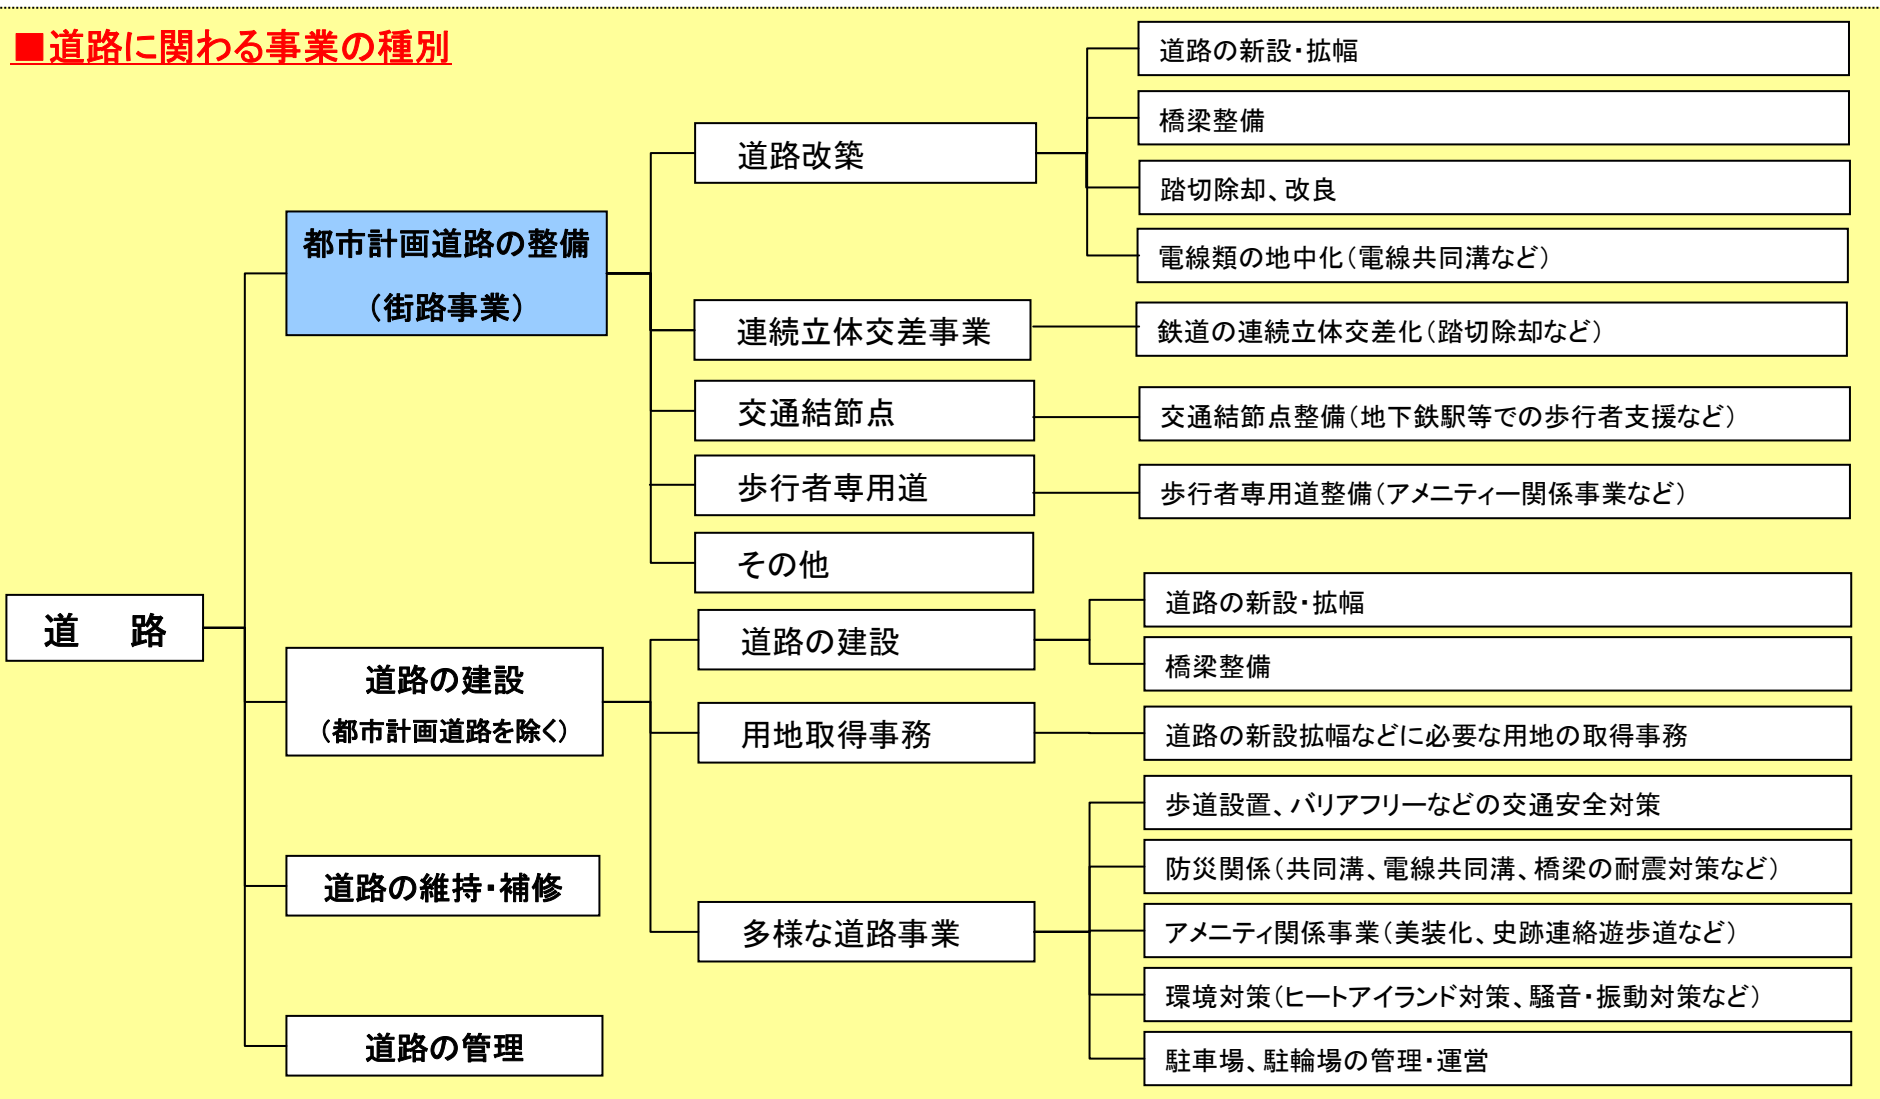 ■道路に関わる事業の種別
道　路
都市計画道路の整備
（街路事業）
道路改築
道路の新設・拡幅
橋梁整備
踏切除却、改良
電線類の地中化（電線共同溝など）
連続立体交差事業
鉄道の連続立体交差化（踏切除却など）
交通結節点
交通結節点整備（地下鉄駅等での歩行者支援など）
歩行者専用道
歩行者専用道整備（アメニティー関係事業など）
その他
道路の建設
（都市計画道路を除く）
道路の建設
道路の新設・拡幅
橋梁整備
用地取得事務
道路の新設拡幅などに必要な用地の取得事務
多様な道路事業
歩道設置、バリアフリーなどの交通安全対策
防災関係（共同溝、電線共同溝、橋梁の耐震対策など）
アメニティ関係事業（美装化、史跡連絡遊歩道など）
環境対策（ヒートアイランド対策、騒音・振動対策など）
駐車場、駐輪場の管理・運営
道路の維持・補修
道路の管理